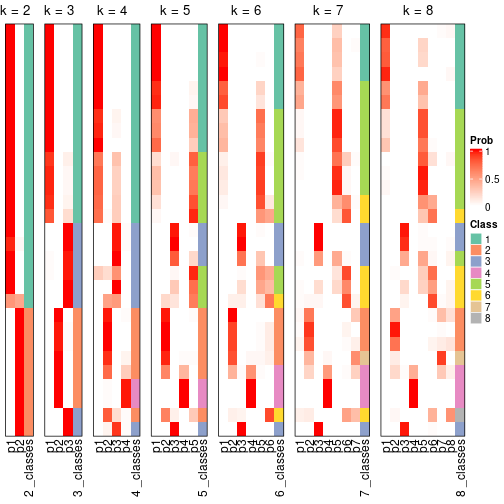 k = 2 k = 3 k = 4 k = 5 k = 6 k = 7 k = 8
Prob
1
0.5
0
Class
1
2
3
4
5
6
7
8
p1 p2 2_classes
p1 p2 p3 3_classes
p1 p2 p3 p4 4_classes
p1 p2 p3 p4 p5 5_classes
p1 p2 p3 p4 p5 p6 6_classes
p1 p2 p3 p4 p5 p6 p7 7_classes
p1 p2 p3 p4 p5 p6 p7 p8 8_classes